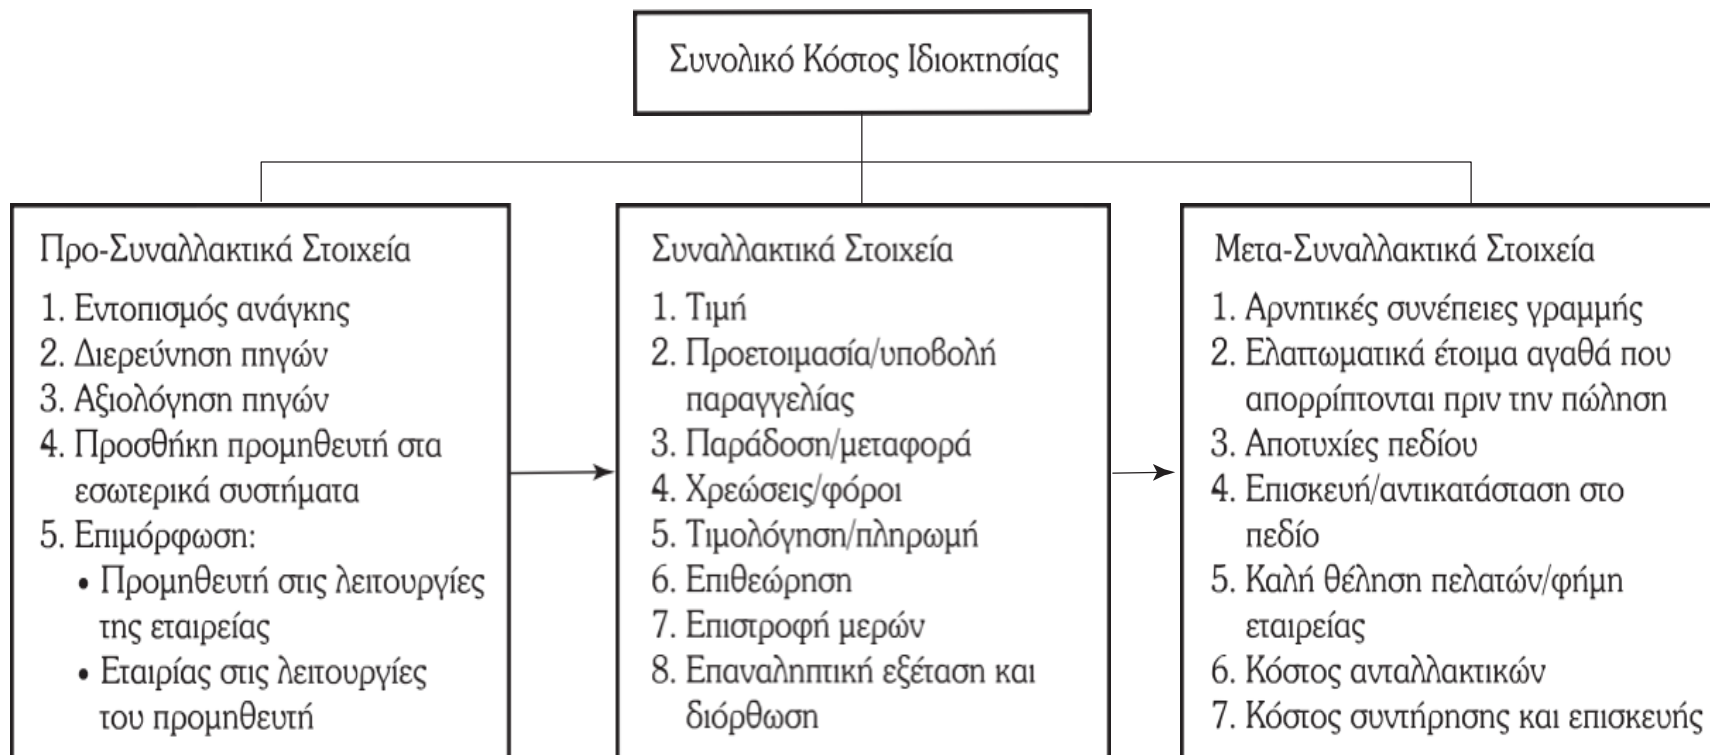 Συνολικό Κόστος Ιδιοκτησίας
Προ-Συναλλακτικά Στοιχεία
1. Εντοπισμός ανάγκης
2. Διερεύνηση πηγών
3. Αξιολόγηση πηγών
4. Προσθήκη προμηθευτή στα
εσωτερικά συστήματα
5. Επιμόρφωση:
• Προμηθευτή στις λειτουργίες
της εταιρείας
• Εταιρίας στις λειτουργίες
του προμηθευτή
Συναλλακτικά Στοιχεία
1. Τιμή
2. Προετοιμασία/υποβολή
παραγγελίας
3. Παράδοση/μεταφορά
4. Χρεώσεις/φόροι
5. Τιμολόγηση/πληρωμή
6. Επιθεώρηση
7. Επιστροφή μερών
8. Επαναληπτική εξέταση και
διόρθωση
Μετα-Συναλλακτικά Στοιχεία
1. Αρνητικές συνέπειες γραμμής
2. Ελαττωματικά έτοιμα αγαθά που
απορρίπτονται πριν την πώληση
3. Αποτυχίες πεδίου
4. Επισκευή/αντικατάσταση στο
πεδίο
5. Καλή θέληση πελατών/φήμη
εταιρείας
6. Κόστος ανταλλακτικών
7. Κόστος συντήρησης και επισκευής